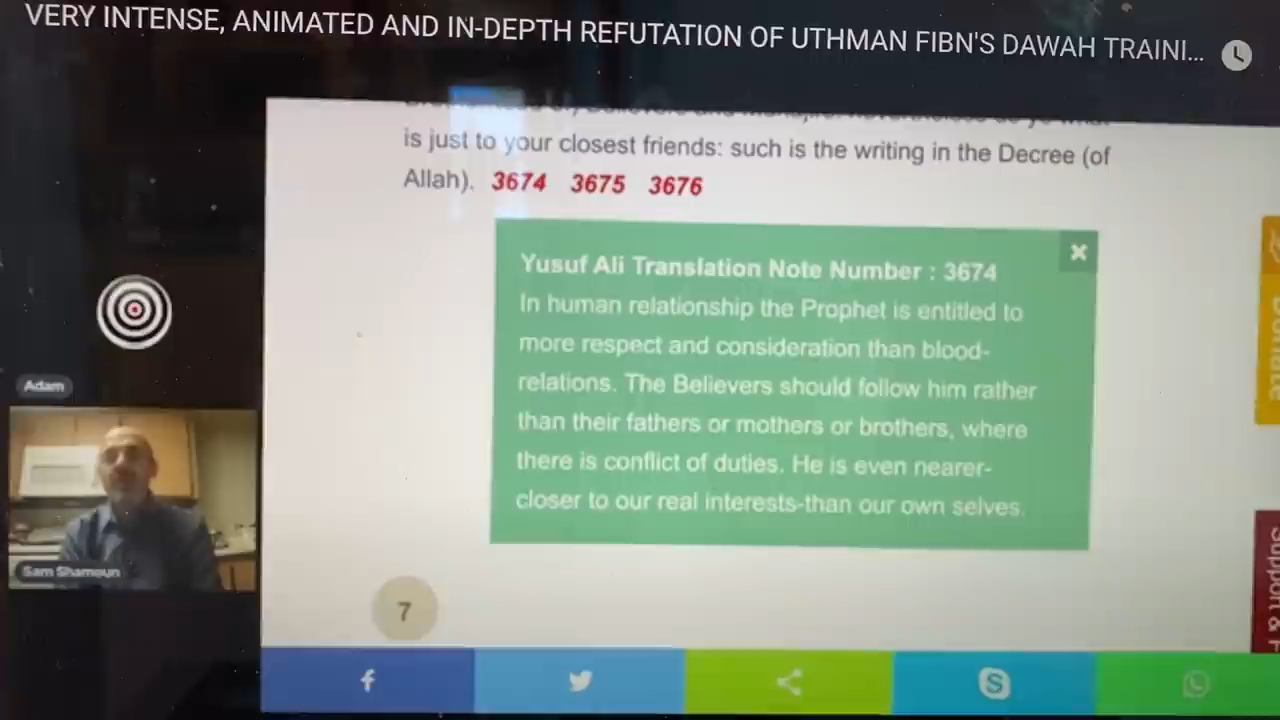 VERY INTENSE, ANIMATED AND IN-DEPTH REFUTATION OF UTHMAN FIBN'S DAWAH TRAINI...
is just to your closest friends: such is the writing in the Decree (of
Allah). 3674 3675 3676
Yusuf Ali Translation Note Number : 3674
In human relationship the Prophet is entitled to
more respect and consideration than blood-
relations. The Believers should follow him rather
than their fathers or mothers or brothers, where
there is conflict of duties. He is even nearer-
closer to our real interests-than our own selves.
7
Adam
Sam Shamoun
Donate
Support &